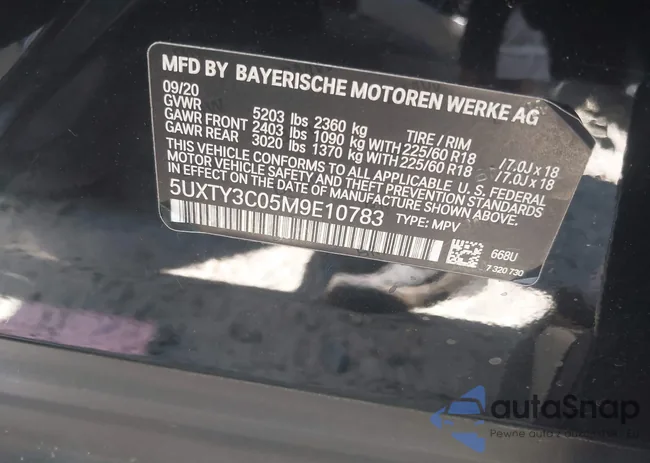 MFD BY BAYERISCHE MOTOREN WERKE AG
09/20
GVWR 5203 lbs 2360 kg TIRE / RIM
GAWR FRONT 2403 lbs 1090 kg WITH 225/60 R18 /7.0J x 18
GAWR REAR 3020 lbs 1370 kg WITH 225/60 R18 /7.0J x 18
THIS VEHICLE CONFORMS TO ALL APPLICABLE U.S. FEDERAL
MOTOR VEHICLE SAFETY AND THEFT PREVENTION STANDARDS
IN EFFECT ON THE DATE OF MANUFACTURE SHOWN ABOVE.
5UXTY3C05M9E10783 TYPE: MPV
668U
7 320 730
autaSnap
Pewne auta z